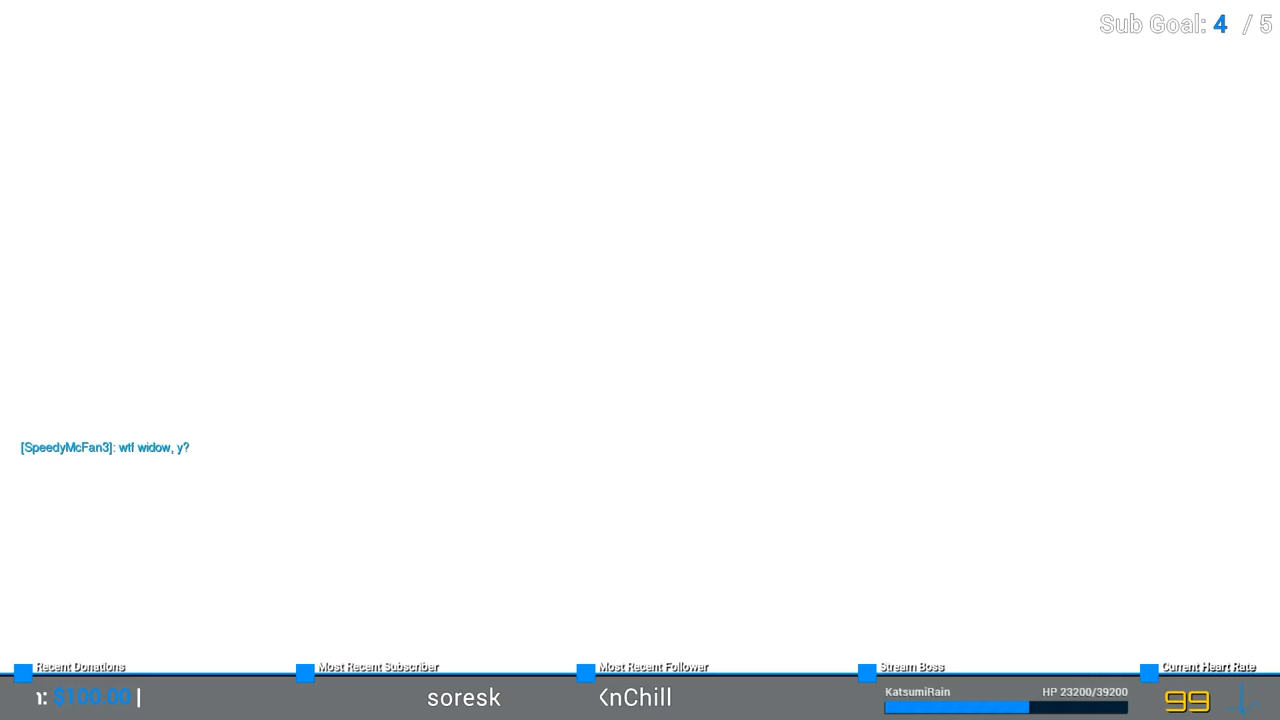 Sub Goal: 4 / 5
[SpeedyMcFan3]: wtf widow, y?
Recent Donations
Most Recent Subscriber
Most Recent Follower
Stream Boss
Current Heart Rate
: $100.00 |
soresk
nChill
KatsumiRain
HP 23200/39200
99